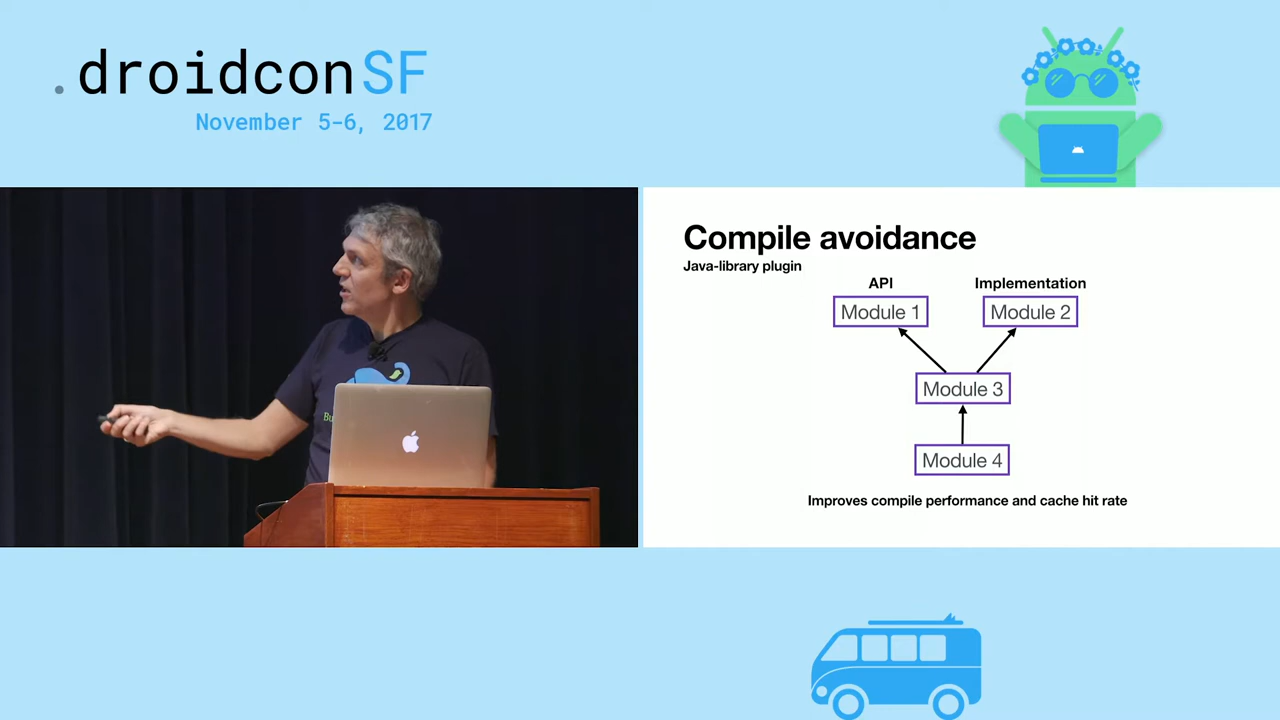 .droidconSF
November 5-6, 2017
Compile avoidance
Java-library plugin
API
Implementation
Module 1
Module 2
Module 3
Module 4
Improves compile performance and cache hit rate
Bu